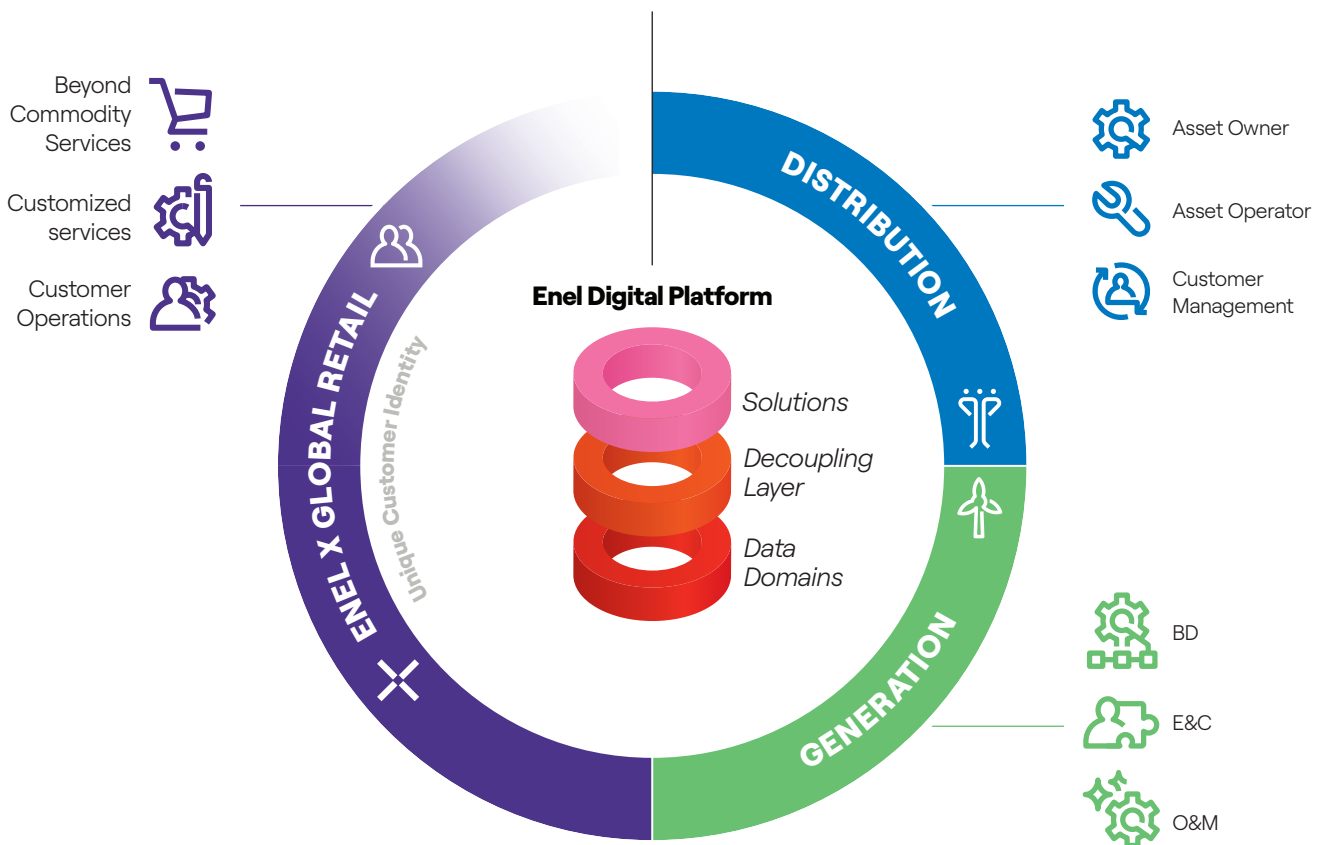 Beyond
Commodity
Services
Customized
services
Customer
Operations
ENEL X GLOBAL RETAIL
Unique Customer Identity
Enel Digital Platform
Solutions
Decoupling
Layer
Data
Domains
DISTRIBUTION
Asset Owner
Asset Operator
Customer
Management
GENERATION
BD
E&C
O&M